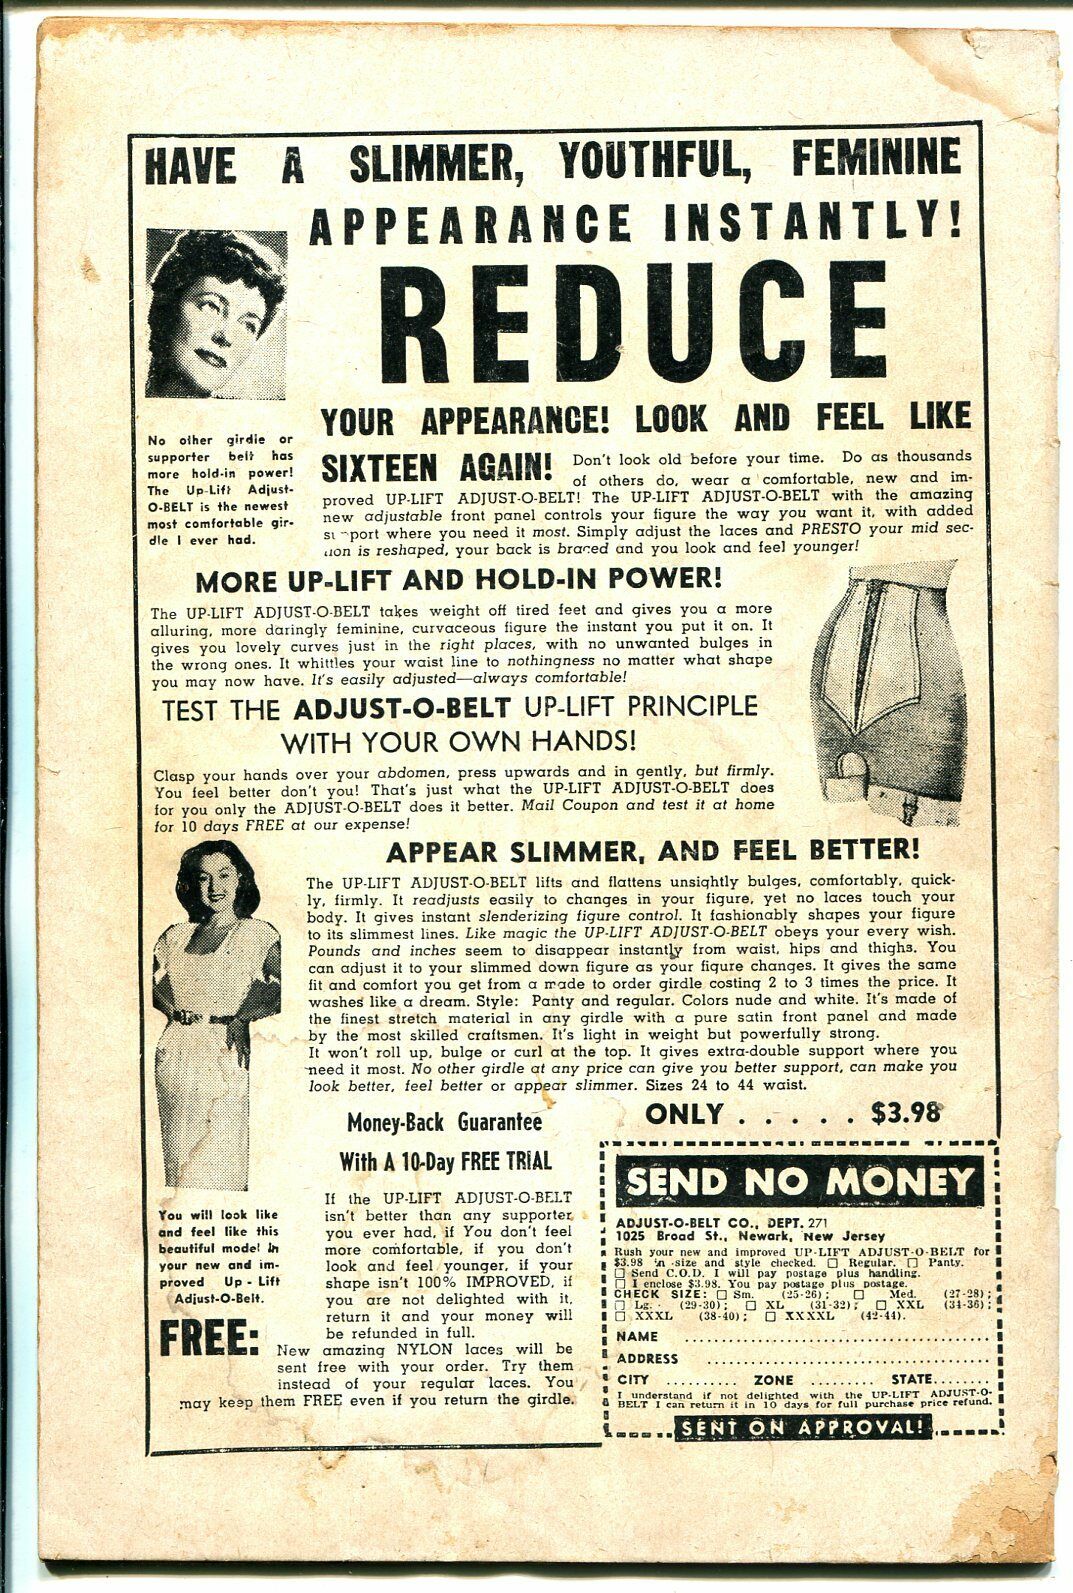 HAVE A SLIMMER, YOUTHFUL, FEMININE
APPEARANCE INSTANTLY!
REDUCE
YOUR APPEARANCE! LOOK AND FEEL LIKE
SIXTEEN AGAIN! Don't look old before your time. Do as thousands
of others do, wear a comfortable, new and im-
proved UP-LIFT ADJUST-O-BELT! The UP-LIFT ADJUST-O-BELT with the amazing
new adjustable front panel controls your figure the way you want it, with added
port where you need it most. Simply adjust the laces and PRESTO your mid sec-
is reshaped, your back is braced and you look and feel younger!
No other girdle or
supporter belt has
more hold-in power!
The Up-Lift Adjust-
O-BELT is the newest
most comfortable gir-
dle I ever had.
MORE UP-LIFT AND HOLD-IN POWER!
The UP-LIFT ADJUST-O-BELT takes weight off tired feet and gives you a more
alluring, more daringly feminine, curvaceous figure the instant you put it on. It
gives you lovely curves just in the right places, with no unwanted bulges in
the wrong ones. It whittles your waist line to nothingness no matter what shape
you may now have. It's easily adjusted—always comfortable!
TEST THE ADJUST-O-BELT UP-LIFT PRINCIPLE
WITH YOUR OWN HANDS!
Clasp your hands over your abdomen, press upwards and in gently, but firmly.
You feel better don't you! That's just what the UP-LIFT ADJUST-O-BELT does
for you only the ADJUST-O-BELT does it better. Mail Coupon and test it at home
for 10 days FREE at our expense!
APPEAR SLIMMER, AND FEEL BETTER!
The UP-LIFT ADJUST-O-BELT lifts and flattens unsightly bulges, comfortably, quick-
ly, firmly. It readjusts easily to changes in your figure, yet no laces touch your
body. It gives instant slenderizing figure control. It fashionably shapes your figure
to its slimmest lines. Like magic the UP-LIFT ADJUST-O-BELT obeys your every wish.
Pounds and inches seem to disappear instantly from waist, hips and thighs. You
can adjust it to your slimmed down figure as your figure changes. It gives the same
fit and comfort you get from a made to order girdle costing 2 to 3 times the price. It
washes like a dream. Style: Panty and regular. Colors nude and white. It's made of
the finest stretch material in any girdle with a pure satin front panel and made
by the most skilled craftsmen. It's light in weight but powerfully strong.
It won't roll up, bulge or curl at the top. It gives extra-double support where you
need it most. No other girdle at any price can give you better support, can make you
look better, feel better or appear slimmer. Sizes 24 to 44 waist.
You will look like
and feel like this
beautiful model in
your new and im-
proved Up - Lift
Adjust-O-Belt.
Money-Back Guarantee
With A 10-Day FREE TRIAL
If the UP-LIFT ADJUST-O-BELT
isn't better than any supporter
you ever had, if You don't feel
more comfortable, if you don't
look and feel younger, if your
shape isn't 100% IMPROVED, if
you are not delighted with it,
return it and your money will
be refunded in full.
FREE: New amazing NYLON laces will be
sent free with your order. Try them
instead of your regular laces. You
may keep them FREE even if you return the girdle.
ONLY . . . . . $3.98
SEND NO MONEY
ADJUST-O-BELT CO., DEPT. 271
1025 Broad St., Newark, New Jersey
Rush your new and improved UP-LIFT ADJUST-O-BELT for
$3.98 in size and style checked. ☐ Regular. ☐ Panty.
☐ Send C.O.D. I will pay postage plus handling.
☐ I enclose $3.98. You pay postage plus postage.
CHECK SIZE: ☐ Sm. (25-26); ☐ Med. (27-28);
☐ Lg. (29-30); ☐ XL (31-32); ☐ XXL (34-36);
☐ XXXL (38-40); ☐ XXXXL (42-44).
NAME ........................................
ADDRESS ........................................
CITY .......... ZONE ......... STATE........
I understand if not delighted with the UP-LIFT ADJUST-O-
BELT I can return it in 10 days for full purchase price refund.
SENT ON APPROVAL!